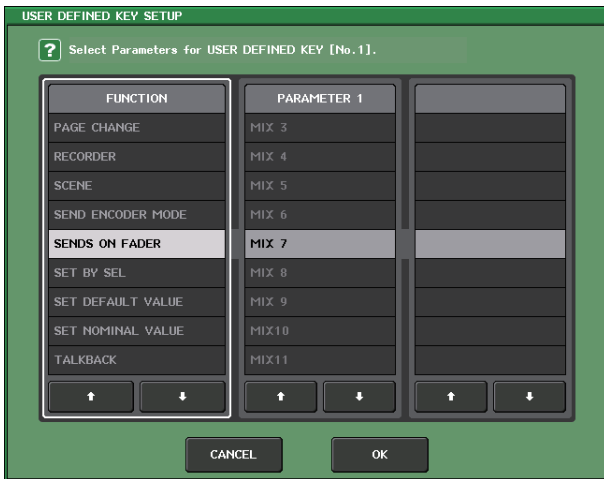 USER DEFINED KEY SETUP
? Select Parameters for USER DEFINED KEY [No.1].
FUNCTION
PAGE CHANGE
RECORDER
SCENE
SEND ENCODER MODE
SENDS ON FADER
SET BY SEL
SET DEFAULT VALUE
SET NOMINAL VALUE
TALKBACK
PARAMETER 1
MIX 3
MIX 4
MIX 5
MIX 6
MIX 7
MIX 8
MIX 9
MIX10
MIX11
CANCEL
OK